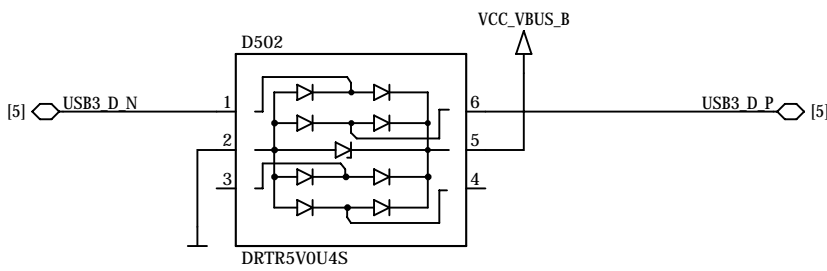 VCC_VBUS_B
D502
[5] USB3_D_N 1 6 USB3_D_P [5]
2 5
3 4
DRTR5V0U4S